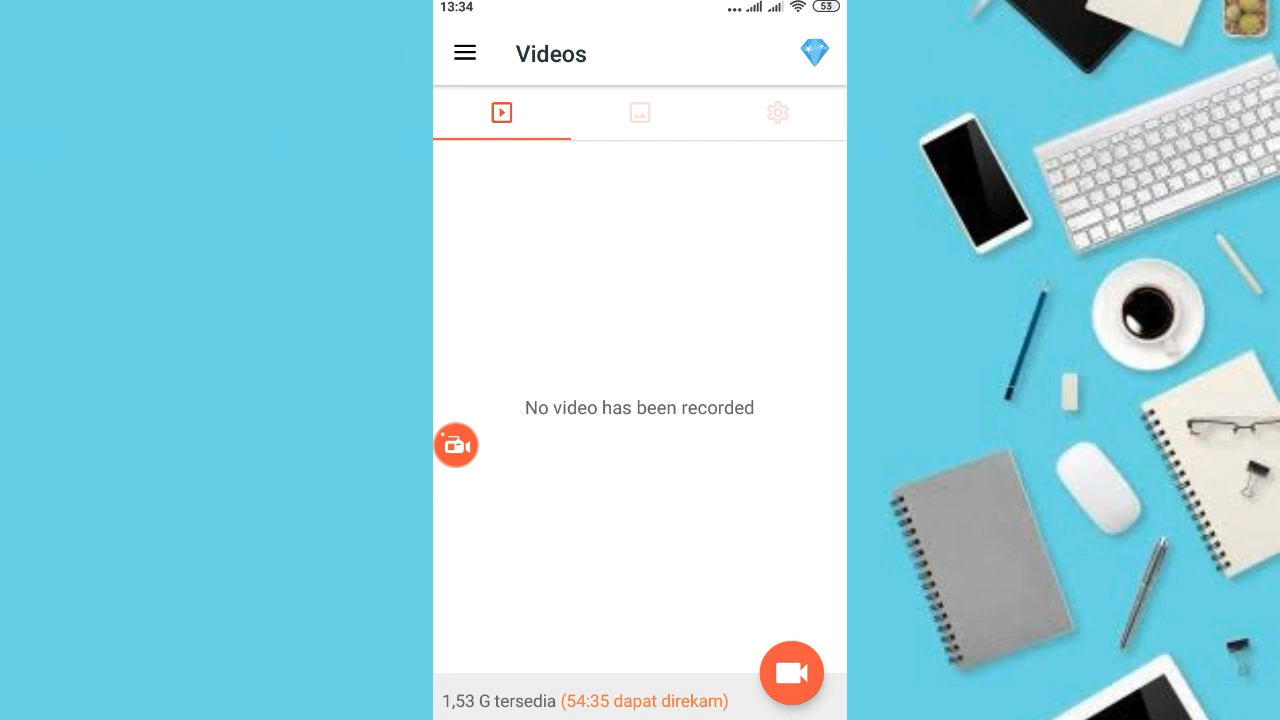 13:34
53
Videos
No video has been recorded
1,53 G tersedia (54:35 dapat direkam)